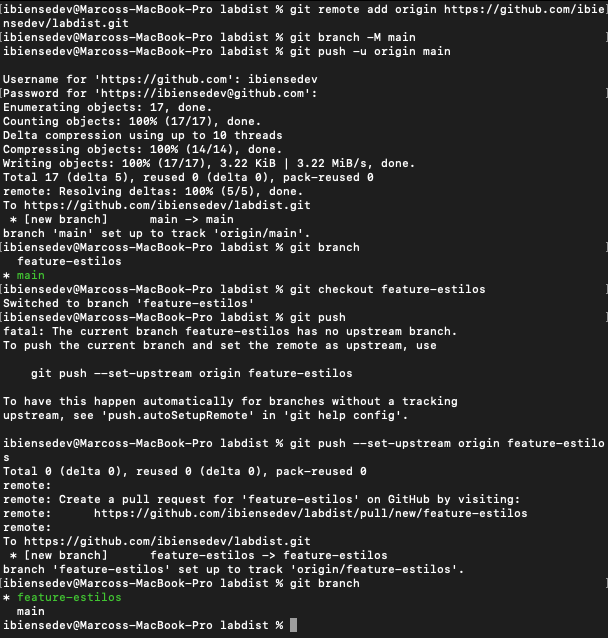 [ibiensedev@Marcoss-MacBook-Pro labdist % git remote add origin https://github.com/ibie]
nsedev/labdist.git
[ibiensedev@Marcoss-MacBook-Pro labdist % git branch -M main ]
 ibiensedev@Marcoss-MacBook-Pro labdist % git push -u origin main
Username for 'https://github.com': ibiensedev
[Password for 'https://ibiensedev@github.com': ]
Enumerating objects: 17, done.
Counting objects: 100% (17/17), done.
Delta compression using up to 10 threads
Compressing objects: 100% (14/14), done.
Writing objects: 100% (17/17), 3.22 KiB | 3.22 MiB/s, done.
Total 17 (delta 5), reused 0 (delta 0), pack-reused 0
remote: Resolving deltas: 100% (5/5), done.
To https://github.com/ibiensedev/labdist.git
 * [new branch]      main -> main
branch 'main' set up to track 'origin/main'.
[ibiensedev@Marcoss-MacBook-Pro labdist % git branch ]
  feature-estilos
* main
[ibiensedev@Marcoss-MacBook-Pro labdist % git checkout feature-estilos ]
Switched to branch 'feature-estilos'
[ibiensedev@Marcoss-MacBook-Pro labdist % git push ]
fatal: The current branch feature-estilos has no upstream branch.
To push the current branch and set the remote as upstream, use
    git push --set-upstream origin feature-estilos
To have this happen automatically for branches without a tracking
upstream, see 'push.autoSetupRemote' in 'git help config'.
ibiensedev@Marcoss-MacBook-Pro labdist % git push --set-upstream origin feature-estilo
s
Total 0 (delta 0), reused 0 (delta 0), pack-reused 0
remote:
remote: Create a pull request for 'feature-estilos' on GitHub by visiting:
remote:      https://github.com/ibiensedev/labdist/pull/new/feature-estilos
remote:
To https://github.com/ibiensedev/labdist.git
 * [new branch]      feature-estilos -> feature-estilos
branch 'feature-estilos' set up to track 'origin/feature-estilos'.
[ibiensedev@Marcoss-MacBook-Pro labdist % git branch ]
* feature-estilos
  main
ibiensedev@Marcoss-MacBook-Pro labdist %